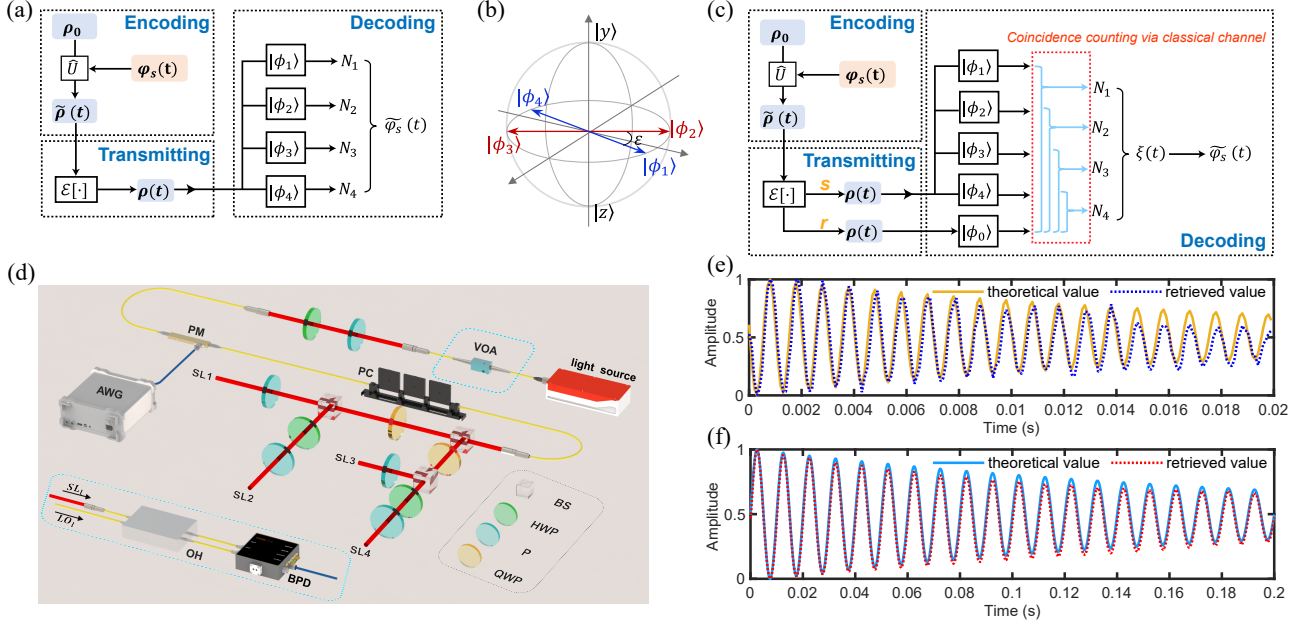 (a)
Encoding
ρ₀
Û
φₛ(t)
ρ̃ (t)
Transmitting
ℰ[·]
ρ(t)
Decoding
|ϕ₁⟩
N₁
|ϕ₂⟩
N₂
|ϕ₃⟩
N₃
|ϕ₄⟩
N₄
φ̃ₛ (t)
(b)
|y⟩
|ϕ₄⟩
|ϕ₃⟩
|ϕ₂⟩
ε
|ϕ₁⟩
|z⟩
(c)
Encoding
ρ₀
Û
φₛ(t)
ρ̃ (t)
Transmitting
ℰ[·]
s
ρ(t)
r
ρ(t)
Coincidence counting via classical channel
|ϕ₁⟩
|ϕ₂⟩
|ϕ₃⟩
|ϕ₄⟩
|ϕ₀⟩
N₁
N₂
N₃
N₄
ξ(t)
φ̃ₛ (t)
Decoding
(d)
PM
VOA
light source
AWG
SL1
PC
SL2
SL3
SL4
SLᵢ
LOᵢ
OH
BPD
BS
HWP
P
QWP
(e)
theoretical value
retrieved value
Amplitude
1
0.5
0
0 0.002 0.004 0.006 0.008 0.01 0.012 0.014 0.016 0.018 0.02
Time (s)
(f)
theoretical value
retrieved value
Amplitude
1
0.5
0
0 0.02 0.04 0.06 0.08 0.1 0.12 0.14 0.16 0.18 0.2
Time (s)